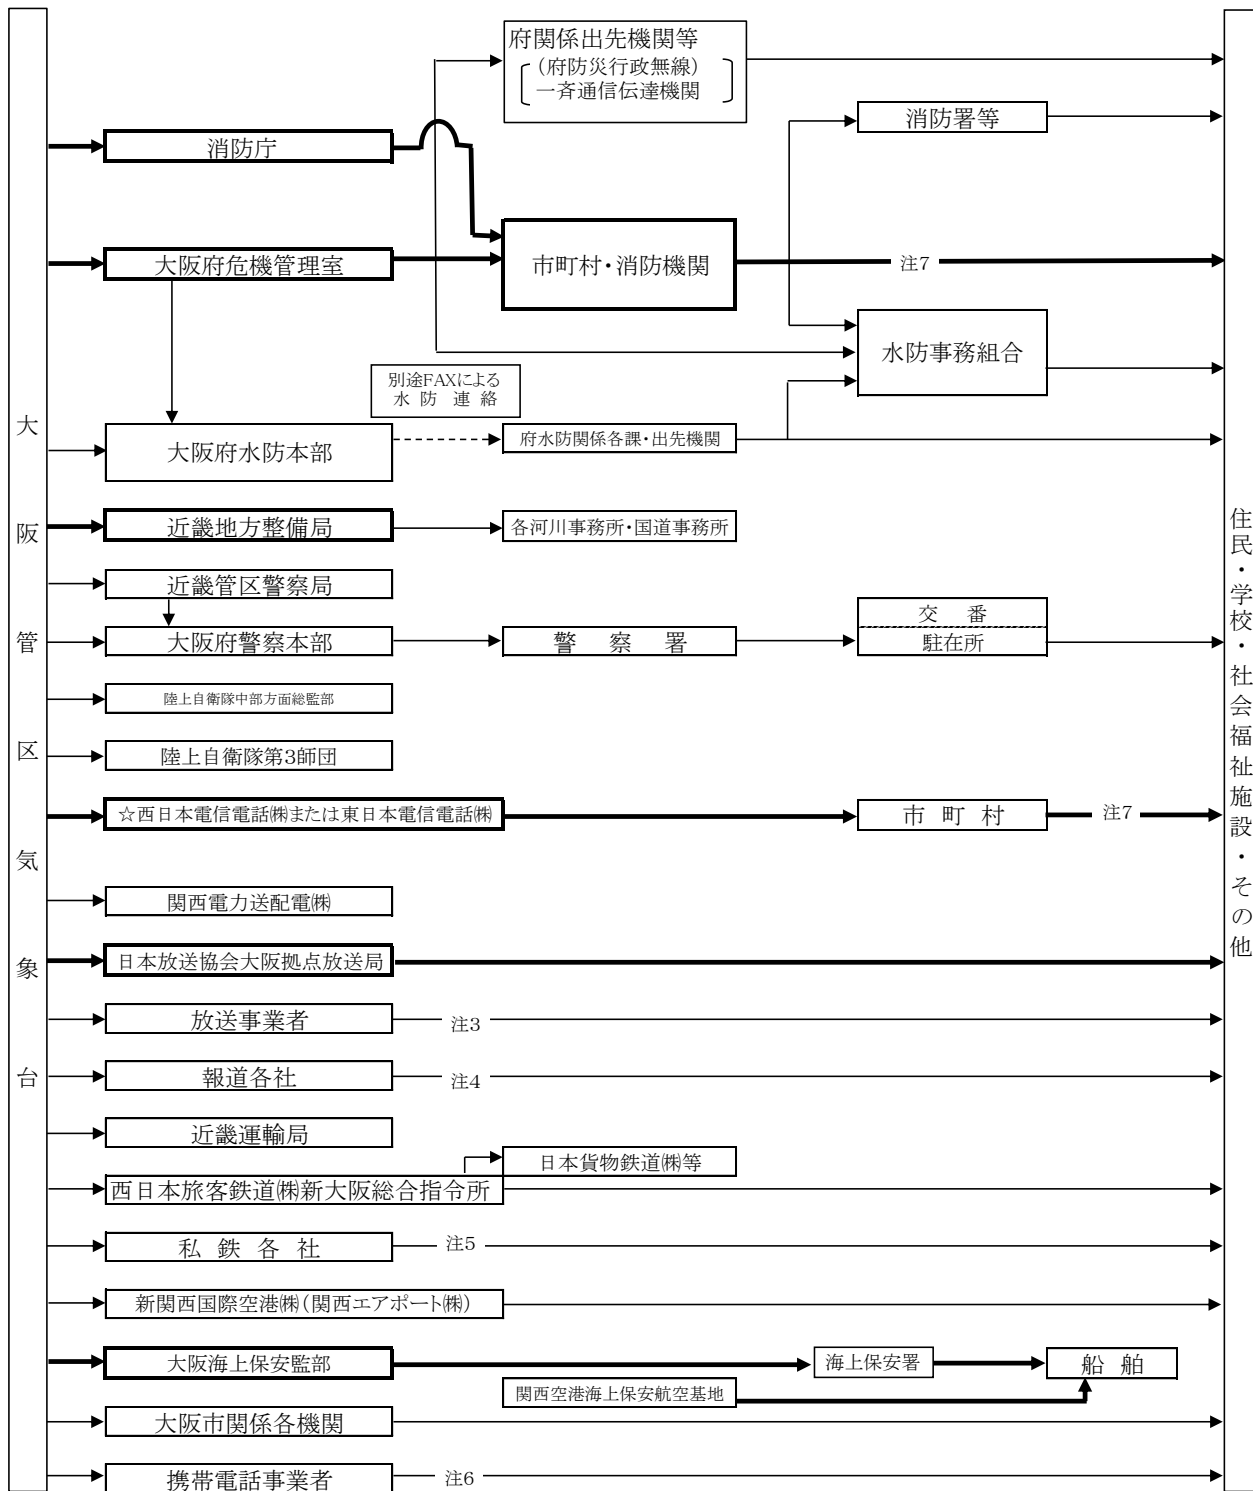 大阪管区気象台
府関係出先機関等
(府防災行政無線)
一斉通信伝達機関
消防署等
消防庁
大阪府危機管理室
市町村・消防機関
注7
水防事務組合
別途FAXによる
水防連絡
大阪府水防本部
府水防関係各課・出先機関
近畿地方整備局
各河川事務所・国道事務所
近畿管区警察局
大阪府警察本部
警察署
交番
駐在所
陸上自衛隊中部方面総監部
陸上自衛隊第3師団
☆西日本電信電話㈱または東日本電信電話㈱
市町村
注7
関西電力送配電㈱
日本放送協会大阪拠点放送局
放送事業者
注3
報道各社
注4
近畿運輸局
日本貨物鉄道㈱等
西日本旅客鉄道㈱新大阪総合指令所
私鉄各社
注5
新関西国際空港㈱(関西エアポート㈱)
大阪海上保安監部
海上保安署
船舶
関西空港海上保安航空基地
大阪市関係各機関
携帯電話事業者
注6
住民・学校・社会福祉施設・その他